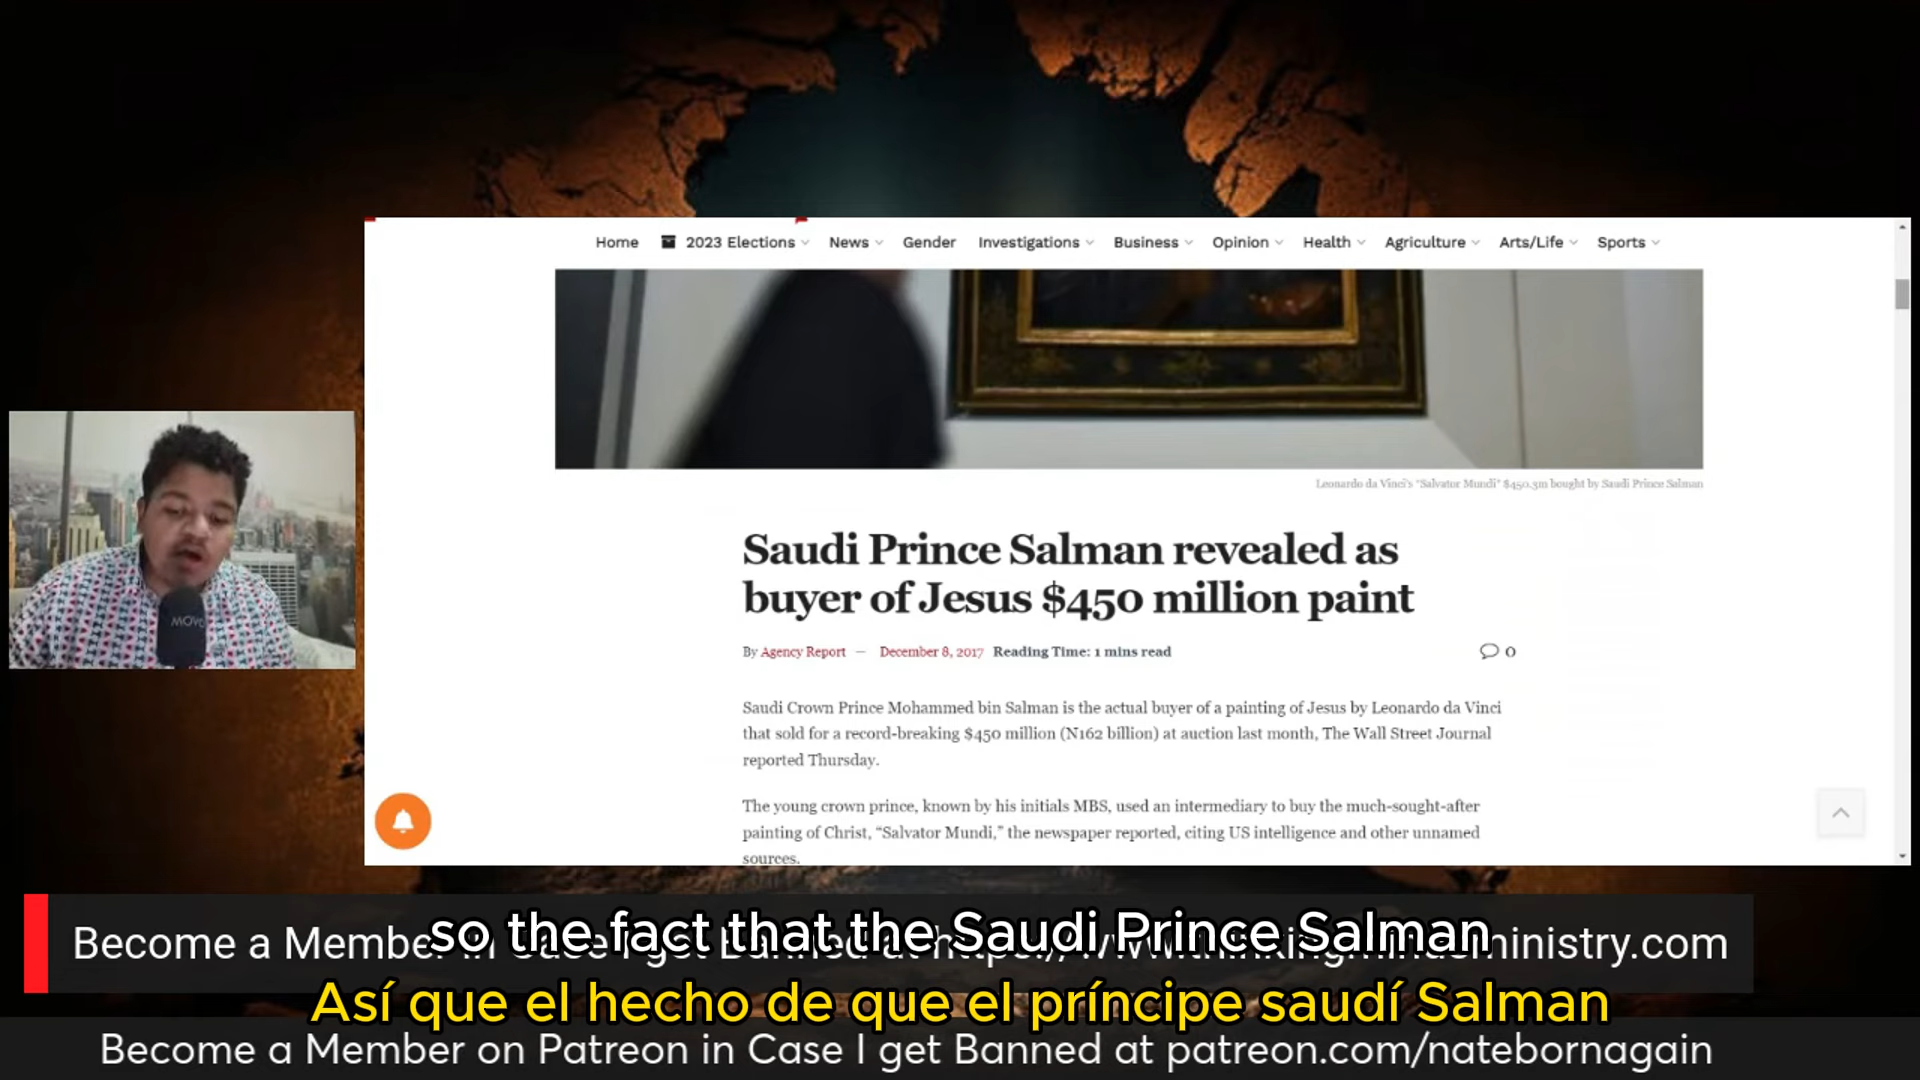 Home 2023 Elections News Gender Investigations Business Opinion Health Agriculture Arts/Life Sports
Leonardo da Vinci's "Salvator Mundi" $450.3m bought by Saudi Prince Salman
Saudi Prince Salman revealed as
buyer of Jesus $450 million paint
By Agency Report — December 8, 2017 Reading Time: 1 mins read 0
Saudi Crown Prince Mohammed bin Salman is the actual buyer of a painting of Jesus by Leonardo da Vinci
that sold for a record-breaking $450 million (N162 billion) at auction last month, The Wall Street Journal
reported Thursday.
The young crown prince, known by his initials MBS, used an intermediary to buy the much-sought-after
painting of Christ, “Salvator Mundi,” the newspaper reported, citing US intelligence and other unnamed
sources.
so the fact that the Saudi Prince Salman
Become a Member in Case I get Banned at
Así que el hecho de que el príncipe saudí Salman
Become a Member on Patreon in Case I get Banned at patreon.com/natebornagain